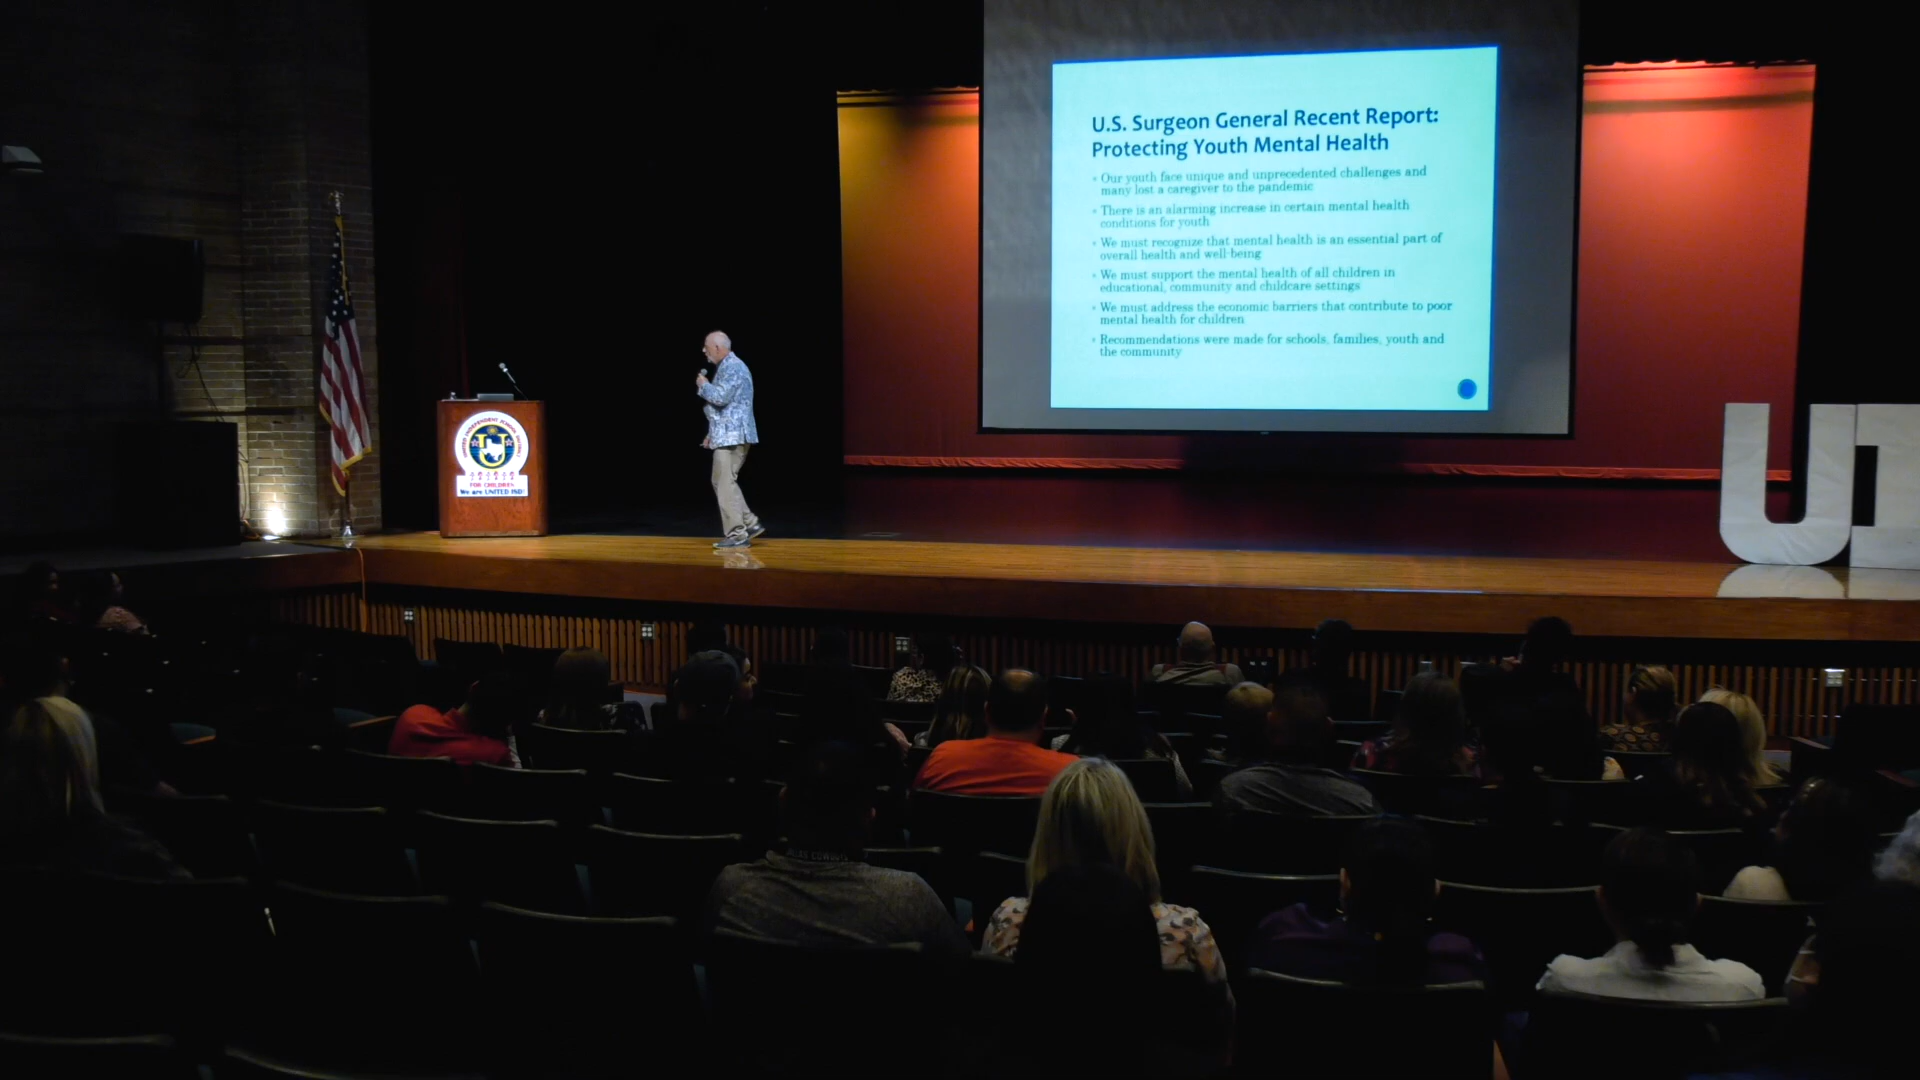 U.S. Surgeon General Recent Report:
Protecting Youth Mental Health
Our youth face unique and unprecedented challenges and
many lost a caregiver to the pandemic
There is an alarming increase in certain mental health
conditions for youth
We must recognize that mental health is an essential part of
overall health and well-being
We must support the mental health of all children in
educational, community and childcare settings
We must address the economic barriers that contribute to poor
mental health for children
Recommendations were made for schools, families, youth and
the community
UNITED INDEPENDENT SCHOOL DISTRICT
U
FOR CHILDREN
We are UNITED ISD!
U
COWBOYS